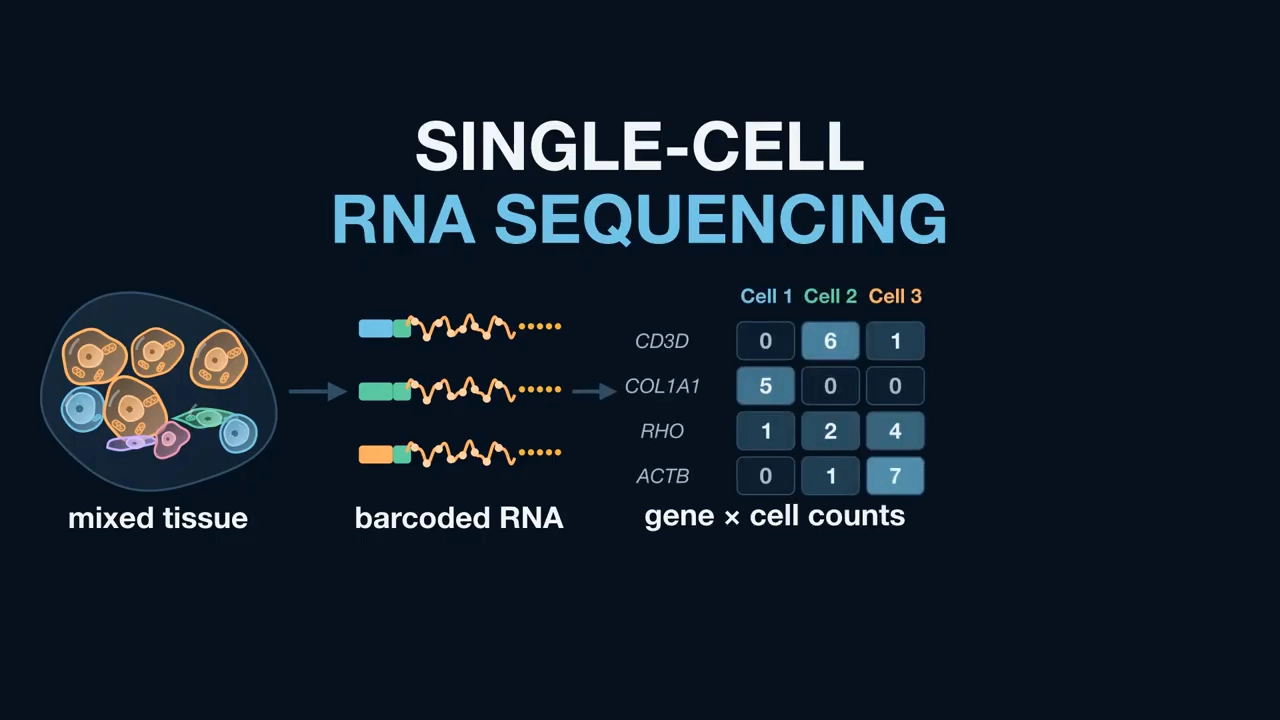 SINGLE-CELL
RNA SEQUENCING
Cell 1 Cell 2 Cell 3
CD3D 0 6 1
COL1A1 5 0 0
RHO 1 2 4
ACTB 0 1 7
mixed tissue
barcoded RNA
gene × cell counts